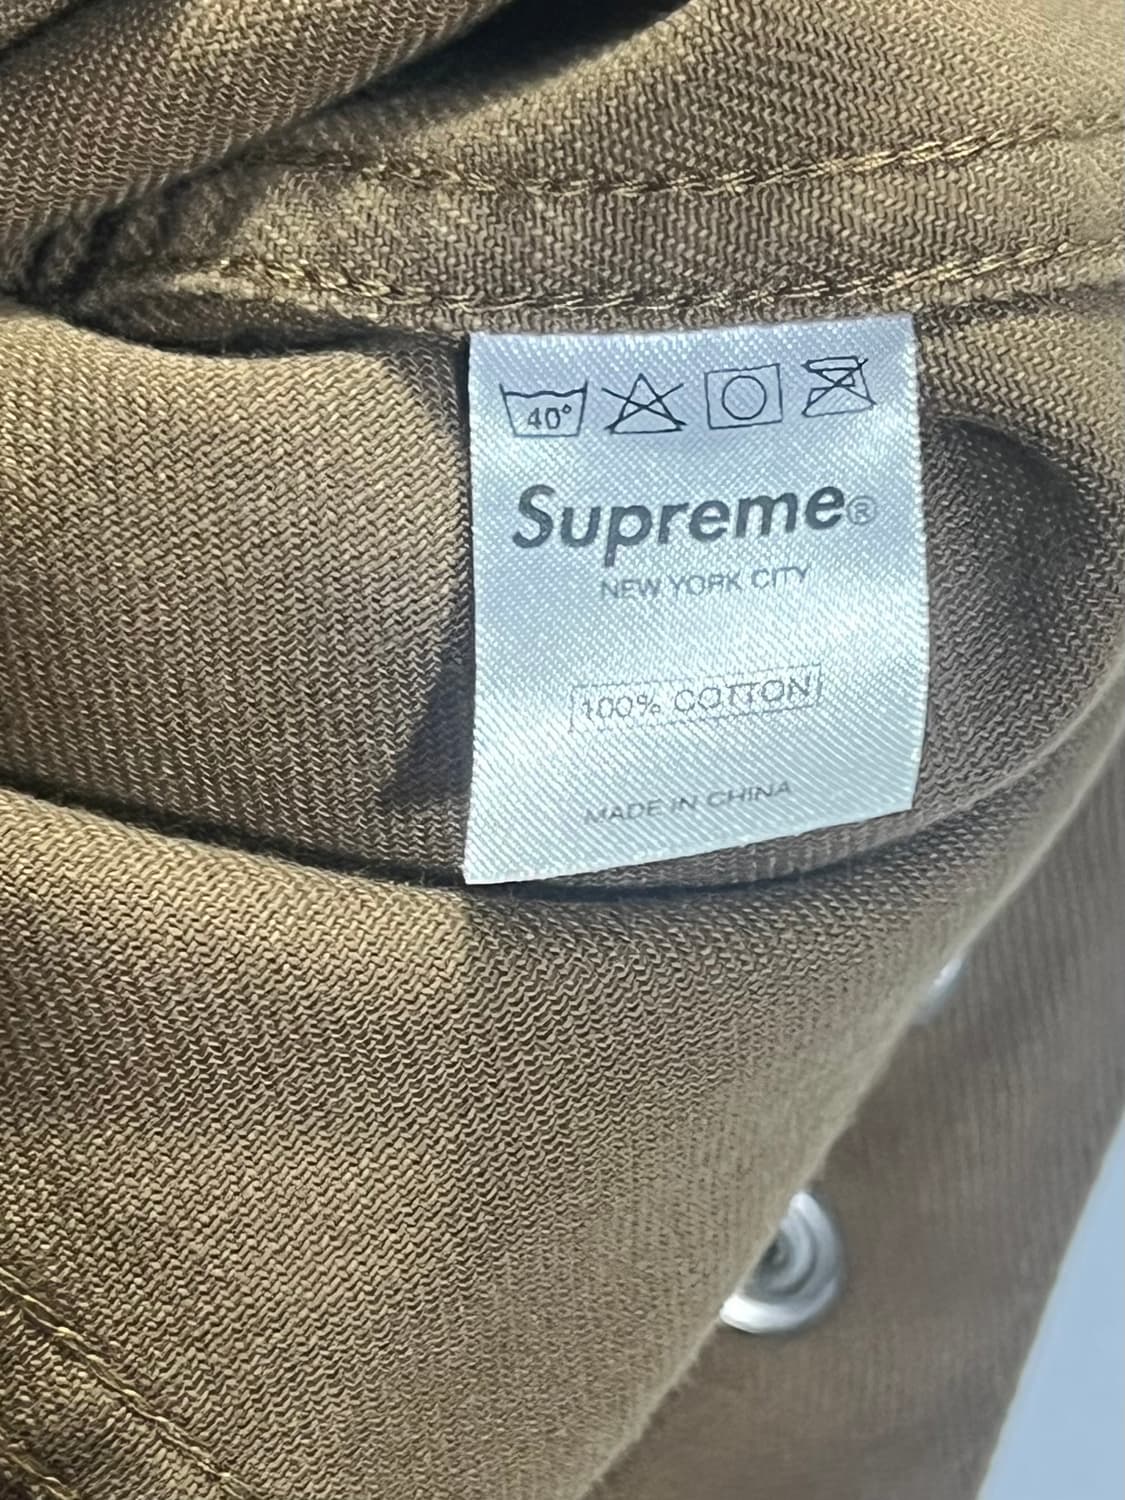 40°
Supreme®
NEW YORK CITY
100% COTTON
MADE IN CHINA